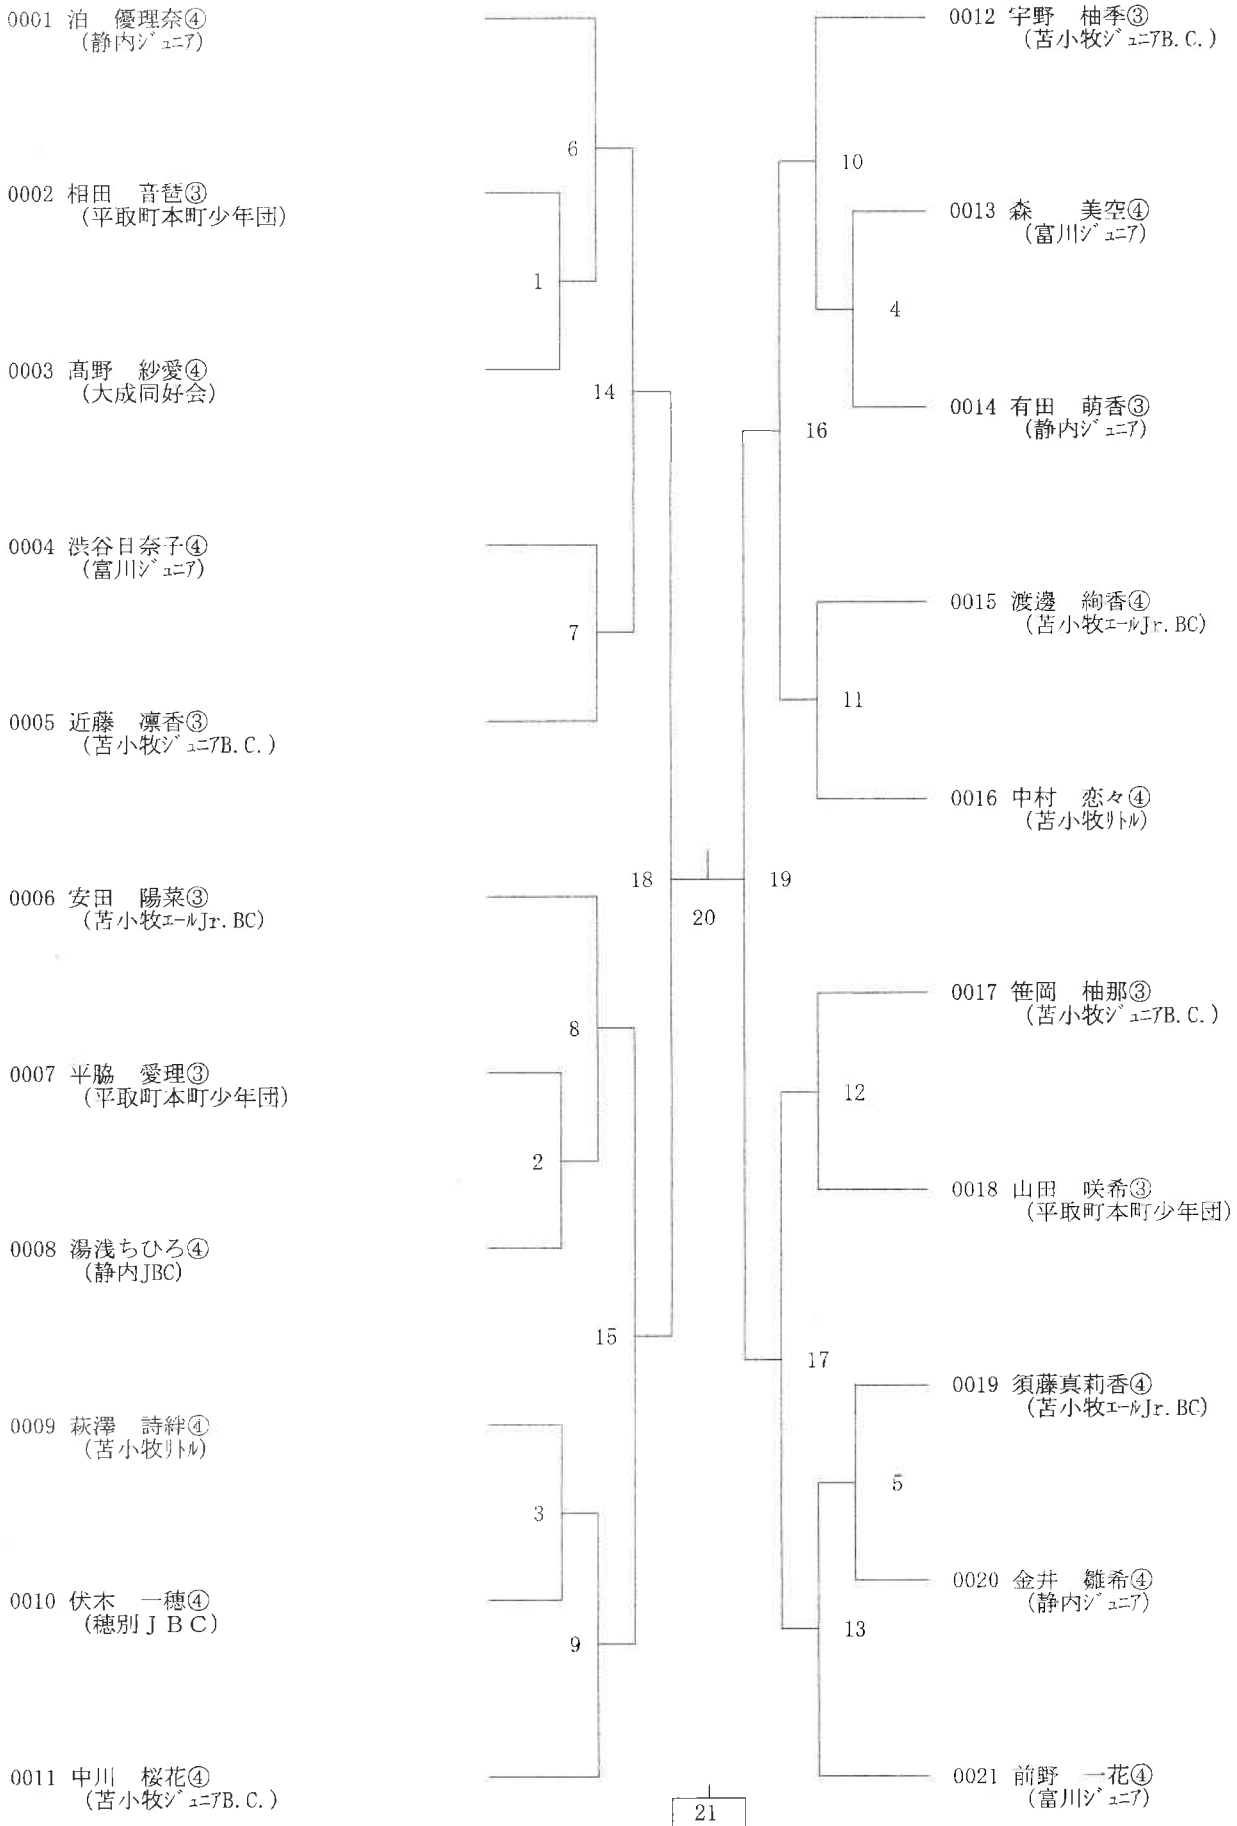 0001 泊　優理奈④
(静内ｼﾞｭﾆｱ)
6
0002 相田　音琶③
(平取町本町少年団)
1
0003 髙野　紗愛④
(大成同好会)
14
0004 渋谷日奈子④
(富川ｼﾞｭﾆｱ)
7
0005 近藤　凛香③
(苫小牧ｼﾞｭﾆｱB.C.)
18
0006 安田　陽菜③
(苫小牧ｴｰﾙJr.BC)
8
0007 平脇　愛理③
(平取町本町少年団)
2
0008 湯浅ちひろ④
(静内JBC)
15
0009 萩澤　詩絆④
(苫小牧ﾘﾄﾙ)
3
0010 伏木　一穂④
(穂別ＪＢＣ)
9
0011 中川　桜花④
(苫小牧ｼﾞｭﾆｱB.C.)
20
21
0012 宇野　柚季③
(苫小牧ｼﾞｭﾆｱB.C.)
10
0013 森　　美空④
(富川ｼﾞｭﾆｱ)
4
0014 有田　萌香③
(静内ｼﾞｭﾆｱ)
16
0015 渡邊　絢香④
(苫小牧ｴｰﾙJr.BC)
11
0016 中村　恋々④
(苫小牧ﾘﾄﾙ)
19
0017 笹岡　柚那③
(苫小牧ｼﾞｭﾆｱB.C.)
12
0018 山田　咲希③
(平取町本町少年団)
17
0019 須藤真莉香④
(苫小牧ｴｰﾙJr.BC)
5
0020 金井　雛希④
(静内ｼﾞｭﾆｱ)
13
0021 前野　一花④
(富川ｼﾞｭﾆｱ)